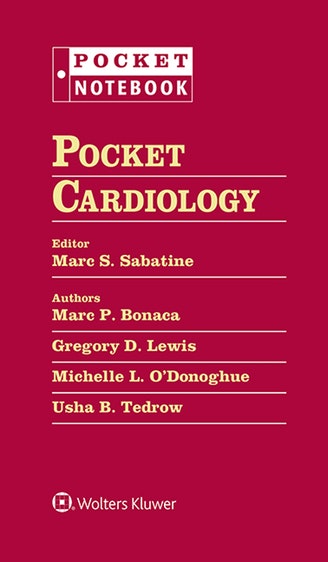 POCKET
NOTEBOOK
POCKET
CARDIOLOGY
Editor
Marc S. Sabatine
Authors
Marc P. Bonaca
Gregory D. Lewis
Michelle L. O’Donoghue
Usha B. Tedrow
Wolters Kluwer